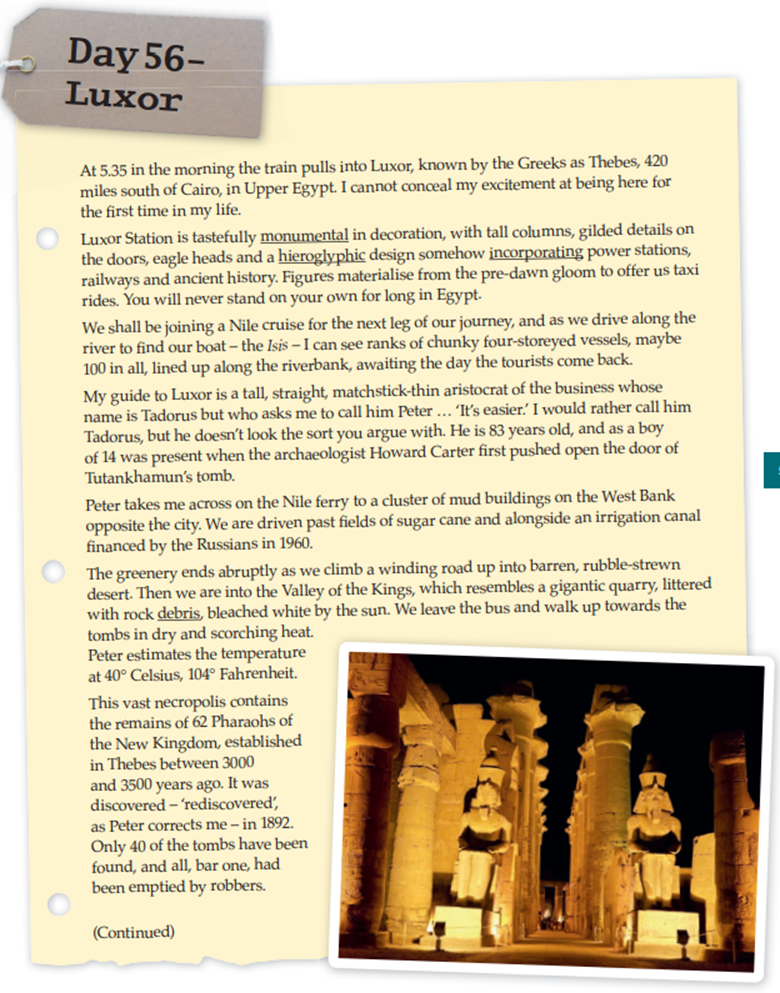 Day 56–
Luxor
At 5.35 in the morning the train pulls into Luxor, known by the Greeks as Thebes, 420
miles south of Cairo, in Upper Egypt. I cannot conceal my excitement at being here for
the first time in my life.
Luxor Station is tastefully monumental in decoration, with tall columns, gilded details on
the doors, eagle heads and a hieroglyphic design somehow incorporating power stations,
railways and ancient history. Figures materialise from the pre-dawn gloom to offer us taxi
rides. You will never stand on your own for long in Egypt.
We shall be joining a Nile cruise for the next leg of our journey, and as we drive along the
river to find our boat – the Isis – I can see ranks of chunky four-storeyed vessels, maybe
100 in all, lined up along the riverbank, awaiting the day the tourists come back.
My guide to Luxor is a tall, straight, matchstick-thin aristocrat of the business whose
name is Tadorus but who asks me to call him Peter … ‘It’s easier.’ I would rather call him
Tadorus, but he doesn’t look the sort you argue with. He is 83 years old, and as a boy
of 14 was present when the archaeologist Howard Carter first pushed open the door of
Tutankhamun’s tomb.
Peter takes me across on the Nile ferry to a cluster of mud buildings on the West Bank
opposite the city. We are driven past fields of sugar cane and alongside an irrigation canal
financed by the Russians in 1960.
The greenery ends abruptly as we climb a winding road up into barren, rubble-strewn
desert. Then we are into the Valley of the Kings, which resembles a gigantic quarry, littered
with rock debris, bleached white by the sun. We leave the bus and walk up towards the
tombs in dry and scorching heat.
Peter estimates the temperature
at 40° Celsius, 104° Fahrenheit.
This vast necropolis contains
the remains of 62 Pharaohs of
the New Kingdom, established
in Thebes between 3000
and 3500 years ago. It was
discovered – ‘rediscovered’,
as Peter corrects me – in 1892.
Only 40 of the tombs have been
found, and all, bar one, had
been emptied by robbers.
(Continued)